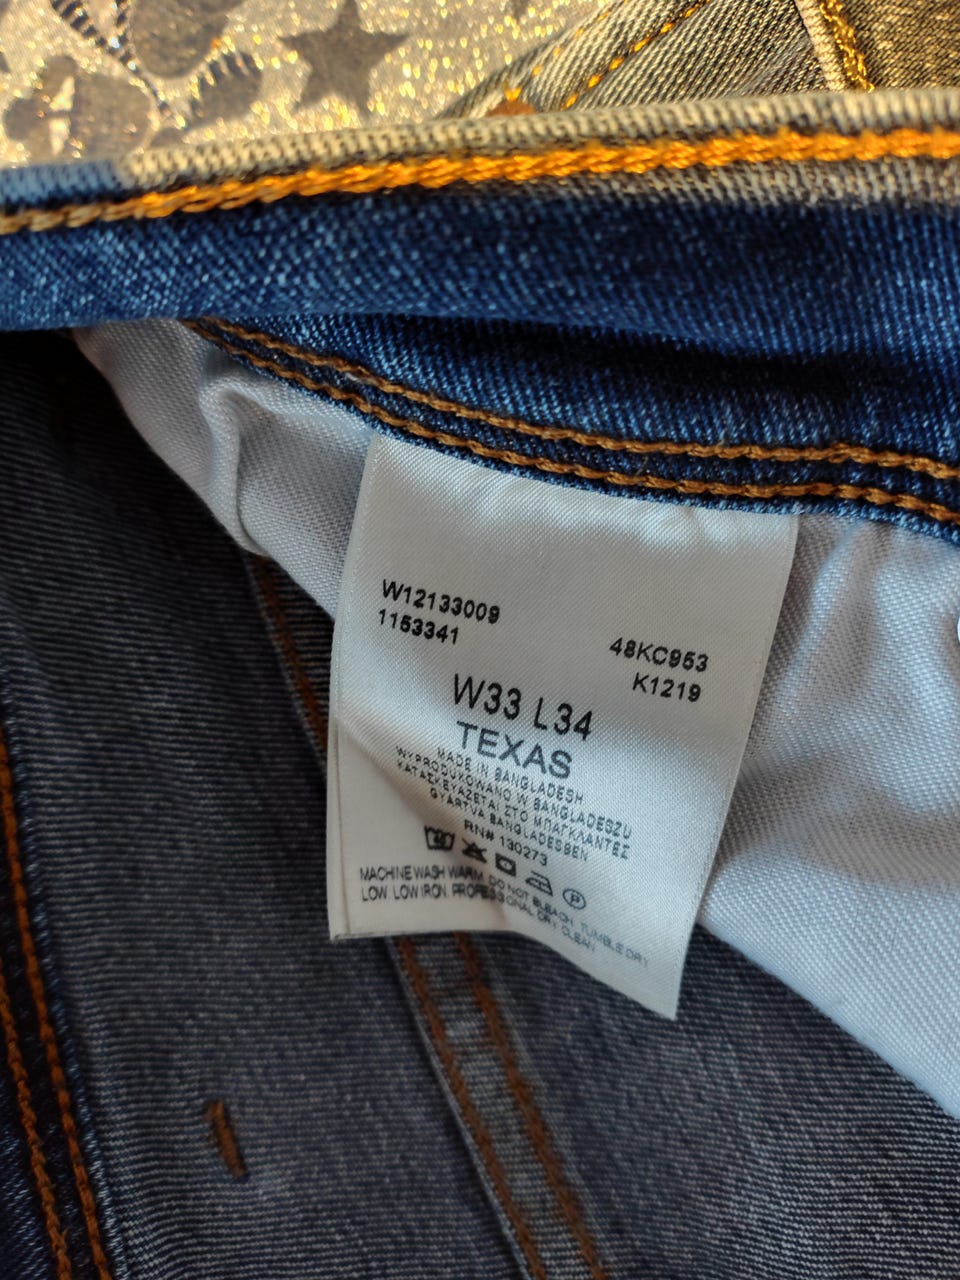 W12133009
1153341
48KC953
K1219
W33 L34
TEXAS
MADE IN BANGLADESH
WYPRODUKOWANO W BANGLADESZU
ΚΑΤΑΣΚΕΥΑΖΕΤΑΙ ΣΤΟ ΜΠΑΓΚΛΑΝΤΕΣ
GYÁRTVA BANGLADESBEN
RN# 130273
MACHINE WASH WARM. DO NOT BLEACH. TUMBLE DRY
LOW. LOW IRON. PROFESSIONAL DRY CLEAN